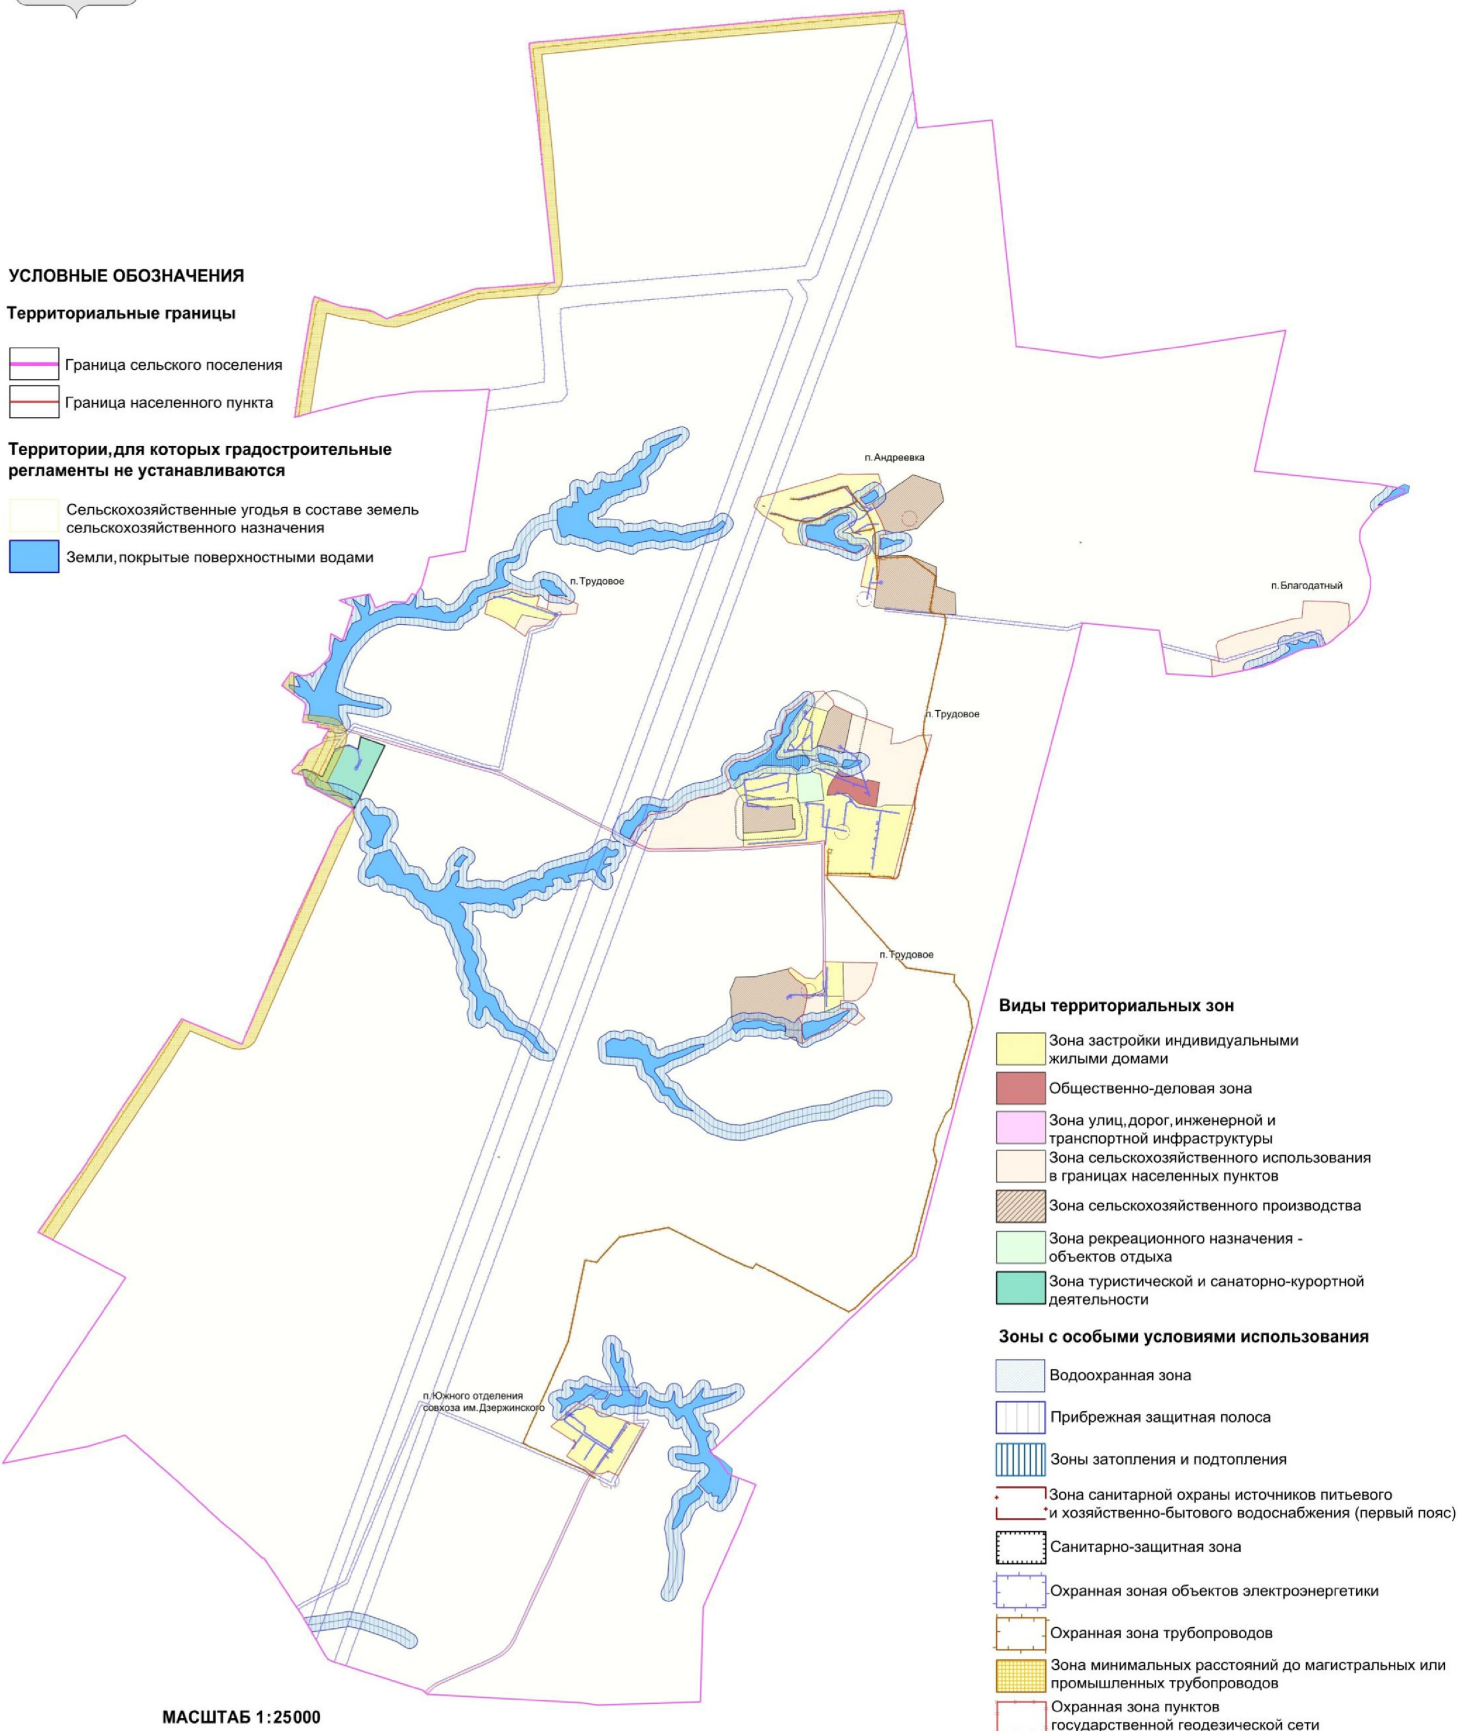 УСЛОВНЫЕ ОБОЗНАЧЕНИЯ
Территориальные границы
Граница сельского поселения
Граница населенного пункта
Территории, для которых градостроительные
регламенты не устанавливаются
Сельскохозяйственные угодья в составе земель
сельскохозяйственного назначения
Земли, покрытые поверхностными водами
п.Андреевка
п.Трудовое
п.Благодатный
п.Трудовое
п.Трудовое
п.Южного отделения
совхоза им.Дзержинского
МАСШТАБ 1:25000
Виды территориальных зон
Зона застройки индивидуальными
жилыми домами
Общественно-деловая зона
Зона улиц, дорог, инженерной и
транспортной инфраструктуры
Зона сельскохозяйственного использования
в границах населенных пунктов
Зона сельскохозяйственного производства
Зона рекреационного назначения -
объектов отдыха
Зона туристической и санаторно-курортной
деятельности
Зоны с особыми условиями использования
Водоохранная зона
Прибрежная защитная полоса
Зоны затопления и подтопления
Зона санитарной охраны источников питьевого
и хозяйственно-бытового водоснабжения (первый пояс)
Санитарно-защитная зона
Охранная зоная объектов электроэнергетики
Охранная зона трубопроводов
Зона минимальных расстояний до магистральных или
промышленных трубопроводов
Охранная зона пунктов
государственной геодезической сети